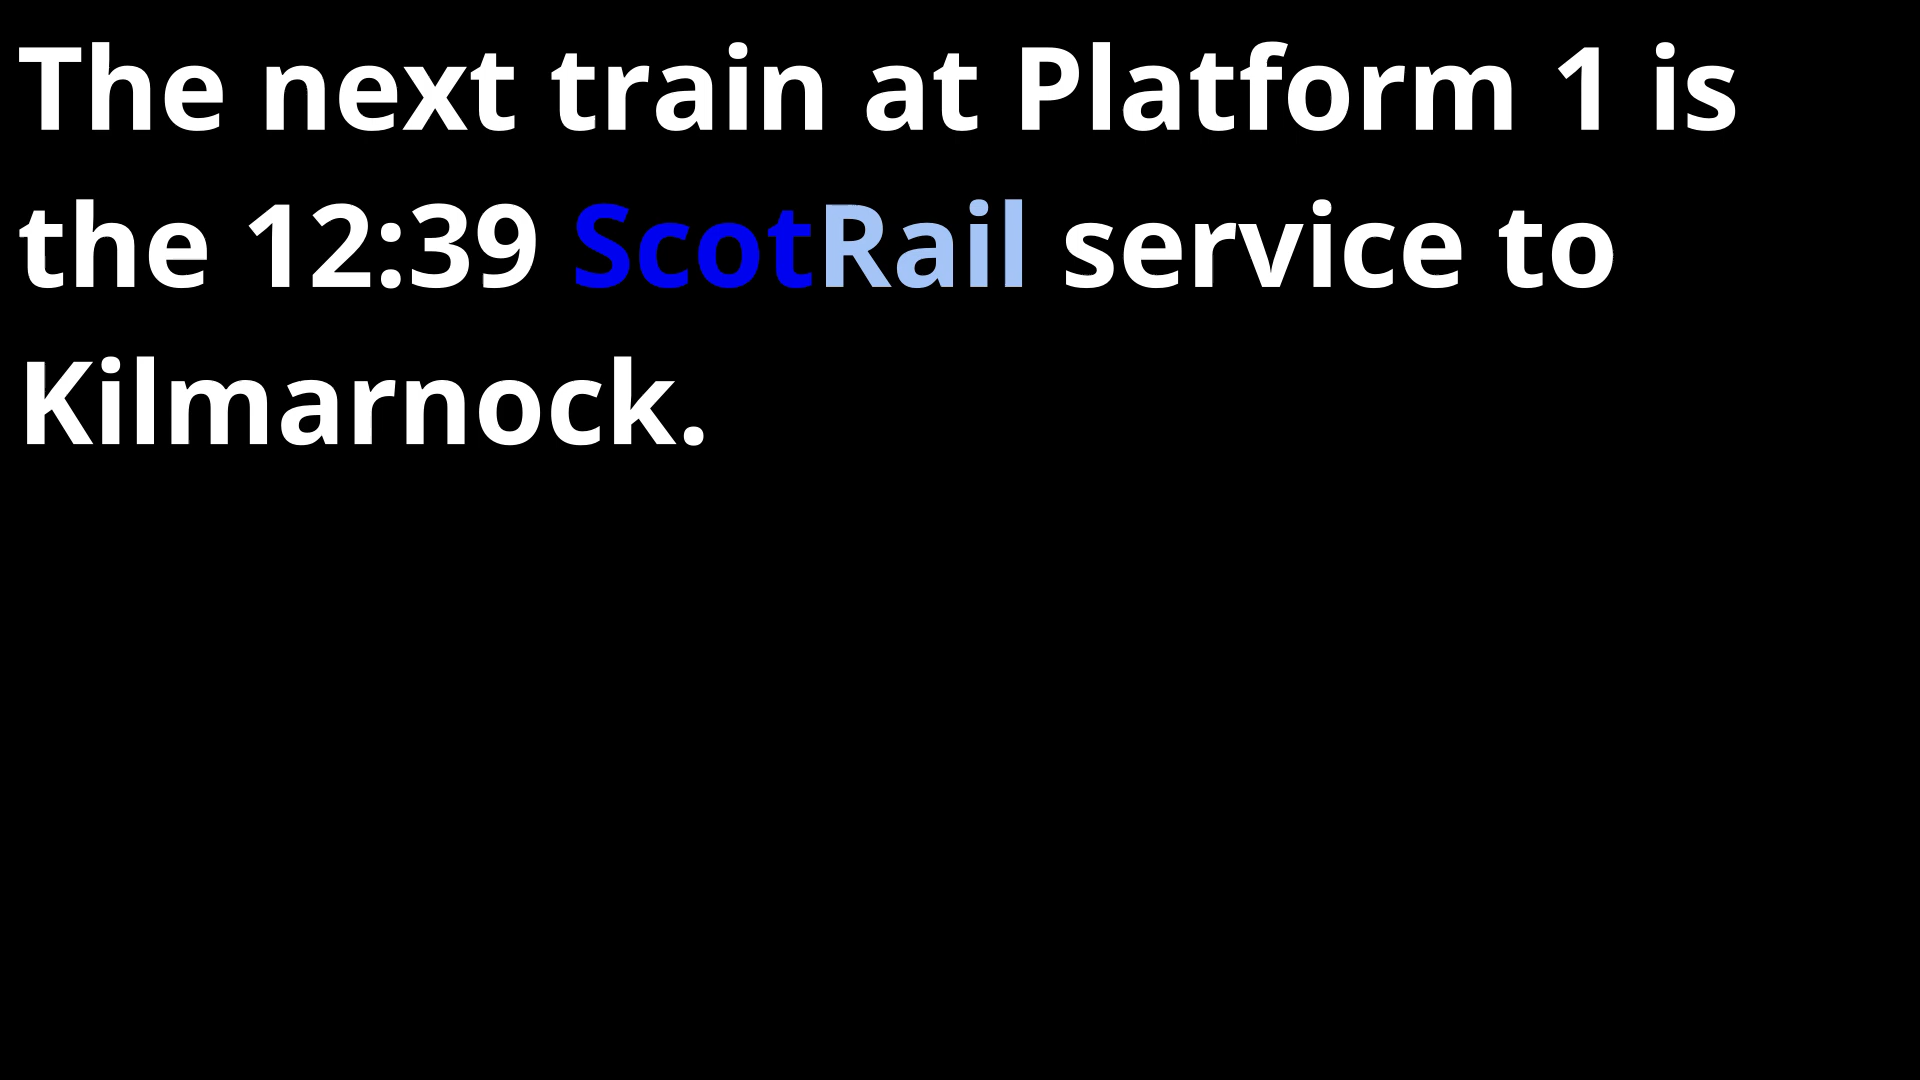 The next train at Platform 1 is
the 12:39 ScotRail service to
Kilmarnock.